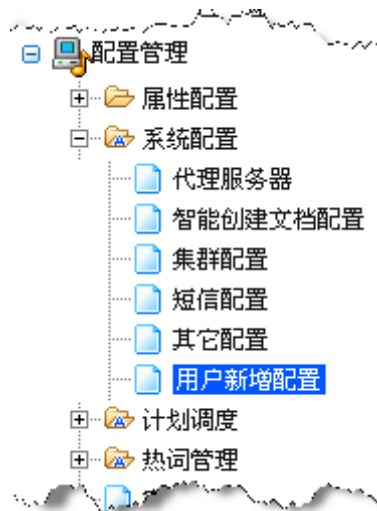 配置管理
属性配置
系统配置
代理服务器
智能创建文档配置
集群配置
短信配置
其它配置
用户新增配置
计划调度
热词管理